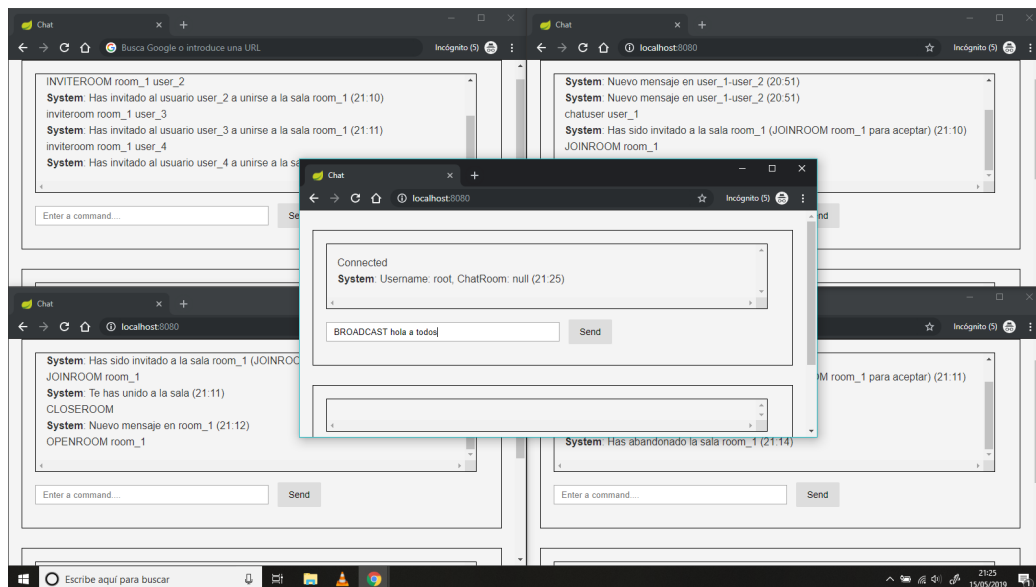 Chat
Busca Google o introduce una URL
Incógnito (5)
INVITEROOM room_1 user_2
System: Has invitado al usuario user_2 a unirse a la sala room_1 (21:10)
inviteroom room_1 user_3
System: Has invitado al usuario user_3 a unirse a la sala room_1 (21:11)
inviteroom room_1 user_4
System: Has invitado al usuario user_4 a unirse a la
Enter a command....
Chat
localhost:8080
Incógnito (5)
System: Nuevo mensaje en user_1-user_2 (20:51)
System: Nuevo mensaje en user_1-user_2 (20:51)
chatuser user_1
System: Has sido invitado a la sala room_1 (JOINROOM room_1 para aceptar) (21:10)
JOINROOM room_1
Chat
localhost:8080
Incógnito (5)
Connected
System: Username: root, ChatRoom: null (21:25)
BROADCAST hola a todos
Send
Chat
localhost:8080
System: Has sido invitado a la sala room_1 (JOINROO
JOINROOM room_1
System: Te has unido a la sala (21:11)
CLOSEROOM
System: Nuevo mensaje en room_1 (21:12)
OPENROOM room_1
Enter a command....
Send
Incógnito (5)
room_1 para aceptar) (21:11)
System: Has abandonado la sala room_1 (21:14)
Enter a command....
Send
Escribe aquí para buscar
21:25
15/05/2019